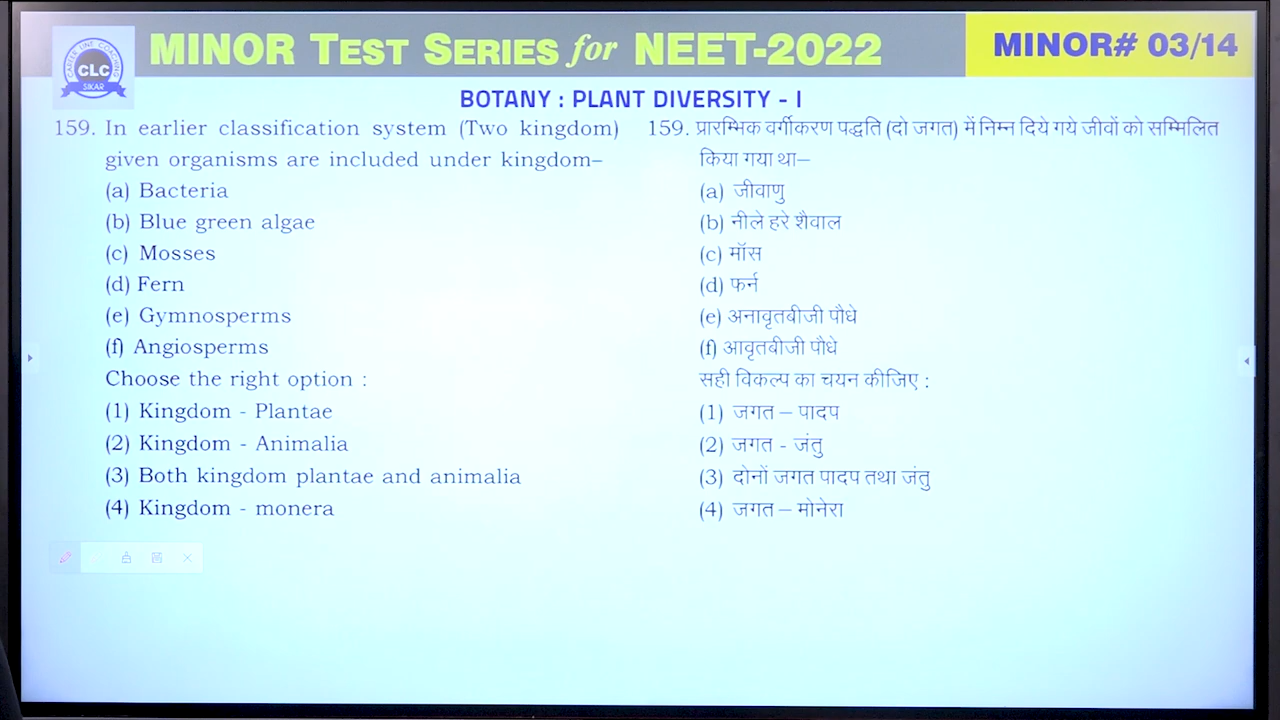 MINOR TEST SERIES for NEET-2022
MINOR# 03/14
CAREER LINE COACHING
CLC
SIKAR
BOTANY : PLANT DIVERSITY - I
159. In earlier classification system (Two kingdom)
given organisms are included under kingdom–
(a) Bacteria
(b) Blue green algae
(c) Mosses
(d) Fern
(e) Gymnosperms
(f) Angiosperms
Choose the right option :
(1) Kingdom - Plantae
(2) Kingdom - Animalia
(3) Both kingdom plantae and animalia
(4) Kingdom - monera
159. प्रारम्भिक वर्गीकरण पद्धति (दो जगत) में निम्न दिये गये जीवों को सम्मिलित
किया गया था–
(a) जीवाणु
(b) नीले हरे शैवाल
(c) मॉस
(d) फर्न
(e) अनावृतबीजी पौधे
(f) आवृतबीजी पौधे
सही विकल्प का चयन कीजिए :
(1) जगत – पादप
(2) जगत - जंतु
(3) दोनों जगत पादप तथा जंतु
(4) जगत – मोनेरा